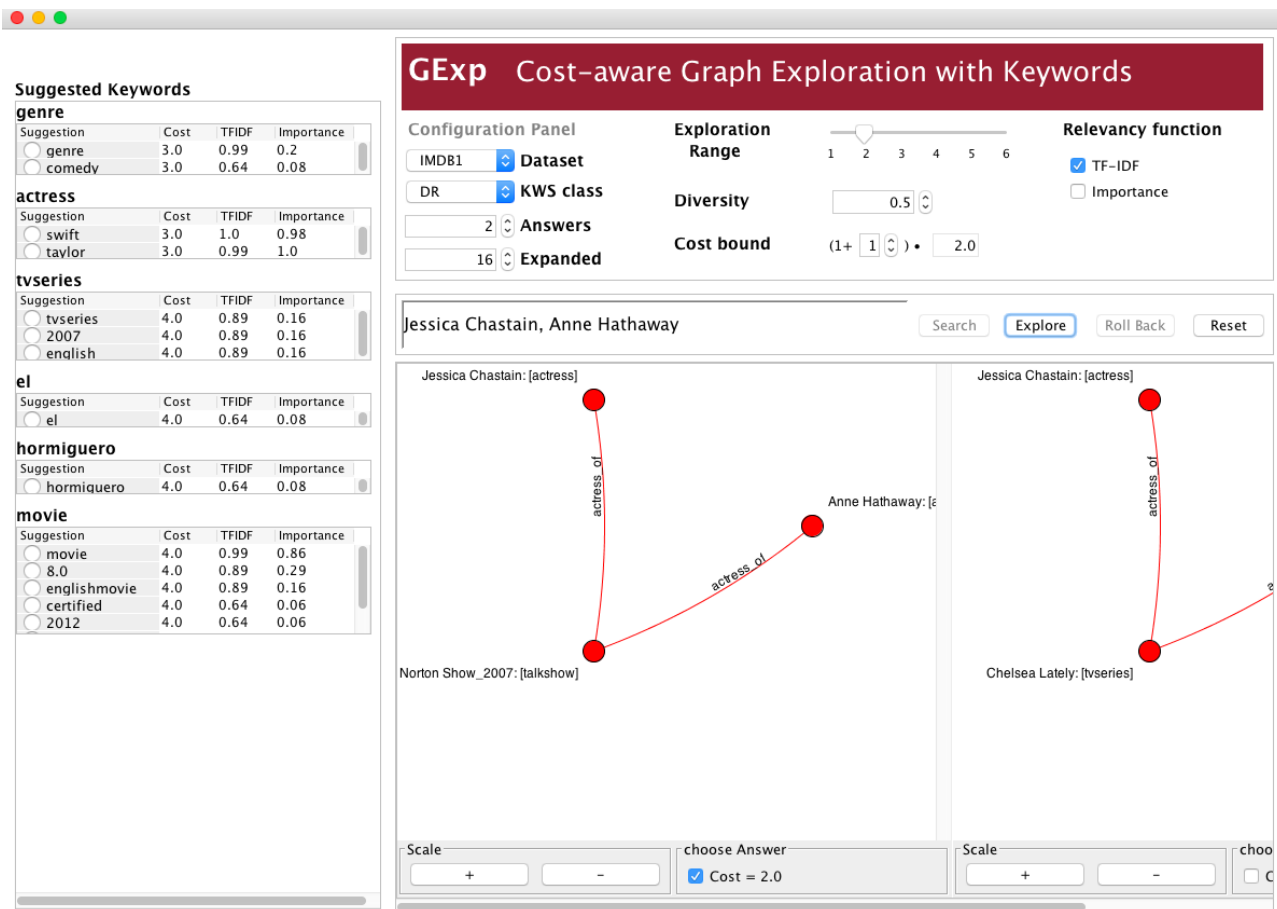 Suggested Keywords
genre
Suggestion Cost TFIDF Importance
genre 3.0 0.99 0.2
comedy 3.0 0.64 0.08
actress
Suggestion Cost TFIDF Importance
swift 3.0 1.0 0.98
taylor 3.0 0.99 1.0
tvseries
Suggestion Cost TFIDF Importance
tvseries 4.0 0.89 0.16
2007 4.0 0.89 0.16
english 4.0 0.89 0.16
el
Suggestion Cost TFIDF Importance
el 4.0 0.64 0.08
hormiguero
Suggestion Cost TFIDF Importance
hormiguero 4.0 0.64 0.08
movie
Suggestion Cost TFIDF Importance
movie 4.0 0.99 0.86
8.0 4.0 0.89 0.29
englishmovie 4.0 0.89 0.16
certified 4.0 0.64 0.06
2012 4.0 0.64 0.06
GExp Cost-aware Graph Exploration with Keywords
Configuration Panel
IMDB1 Dataset
DR KWS class
2 Answers
16 Expanded
Exploration
Range
1 2 3 4 5 6
Diversity 0.5
Cost bound (1+ 1 ) • 2.0
Relevancy function
TF-IDF
Importance
Jessica Chastain, Anne Hathaway
Search Explore Roll Back Reset
Jessica Chastain: [actress]
actress_of
Anne Hathaway: [a
actress_of
Norton Show_2007: [talkshow]
Scale
+ -
choose Answer
Cost = 2.0
Jessica Chastain: [actress]
actress_of
a
Chelsea Lately: [tvseries]
Scale
+ -
choo
C